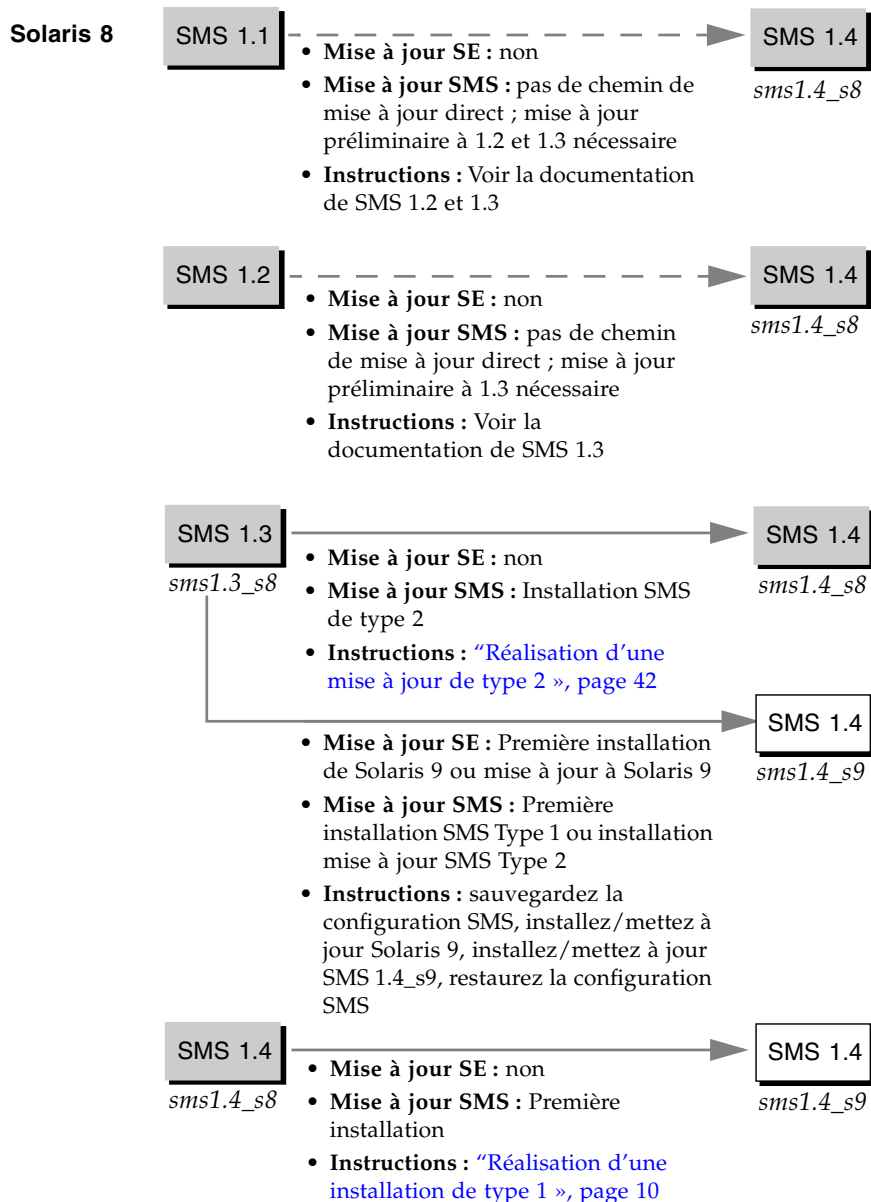 Solaris 8
SMS 1.1
SMS 1.4
sms1.4_s8
• Mise à jour SE : non
• Mise à jour SMS : pas de chemin de
mise à jour direct ; mise à jour
préliminaire à 1.2 et 1.3 nécessaire
• Instructions : Voir la documentation
de SMS 1.2 et 1.3
SMS 1.2
SMS 1.4
sms1.4_s8
• Mise à jour SE : non
• Mise à jour SMS : pas de chemin
de mise à jour direct ; mise à jour
préliminaire à 1.3 nécessaire
• Instructions : Voir la
documentation de SMS 1.3
SMS 1.3
sms1.3_s8
SMS 1.4
sms1.4_s8
• Mise à jour SE : non
• Mise à jour SMS : Installation SMS
de type 2
• Instructions : “Réalisation d'une
mise à jour de type 2 », page 42
SMS 1.4
sms1.4_s9
• Mise à jour SE : Première installation
de Solaris 9 ou mise à jour à Solaris 9
• Mise à jour SMS : Première
installation SMS Type 1 ou installation
mise à jour SMS Type 2
• Instructions : sauvegardez la
configuration SMS, installez/mettez à
jour Solaris 9, installez/mettez à jour
SMS 1.4_s9, restaurez la configuration
SMS
SMS 1.4
sms1.4_s8
SMS 1.4
sms1.4_s9
• Mise à jour SE : non
• Mise à jour SMS : Première
installation
• Instructions : “Réalisation d'une
installation de type 1 », page 10